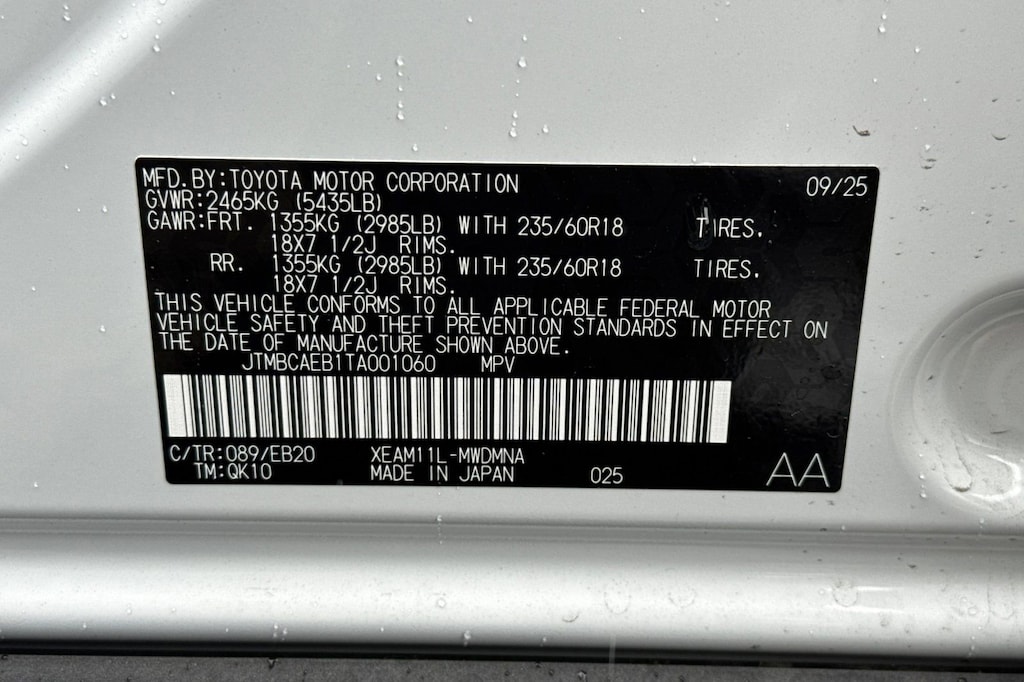 MFD.BY:TOYOTA MOTOR CORPORATION 09/25
GVWR:2465KG (5435LB)
GAWR:FRT. 1355KG (2985LB) WITH 235/60R18 TIRES.
18X7 1/2J RIMS.
RR. 1355KG (2985LB) WITH 235/60R18 TIRES.
18X7 1/2J RIMS.
THIS VEHICLE CONFORMS TO ALL APPLICABLE FEDERAL MOTOR
VEHICLE SAFETY AND THEFT PREVENTION STANDARDS IN EFFECT ON
THE DATE OF MANUFACTURE SHOWN ABOVE.
JTMBCAEB1TA001060 MPV
C/TR:089/EB20 XEAM11L-MWDMNA
TM:QK10 MADE IN JAPAN 025 AA